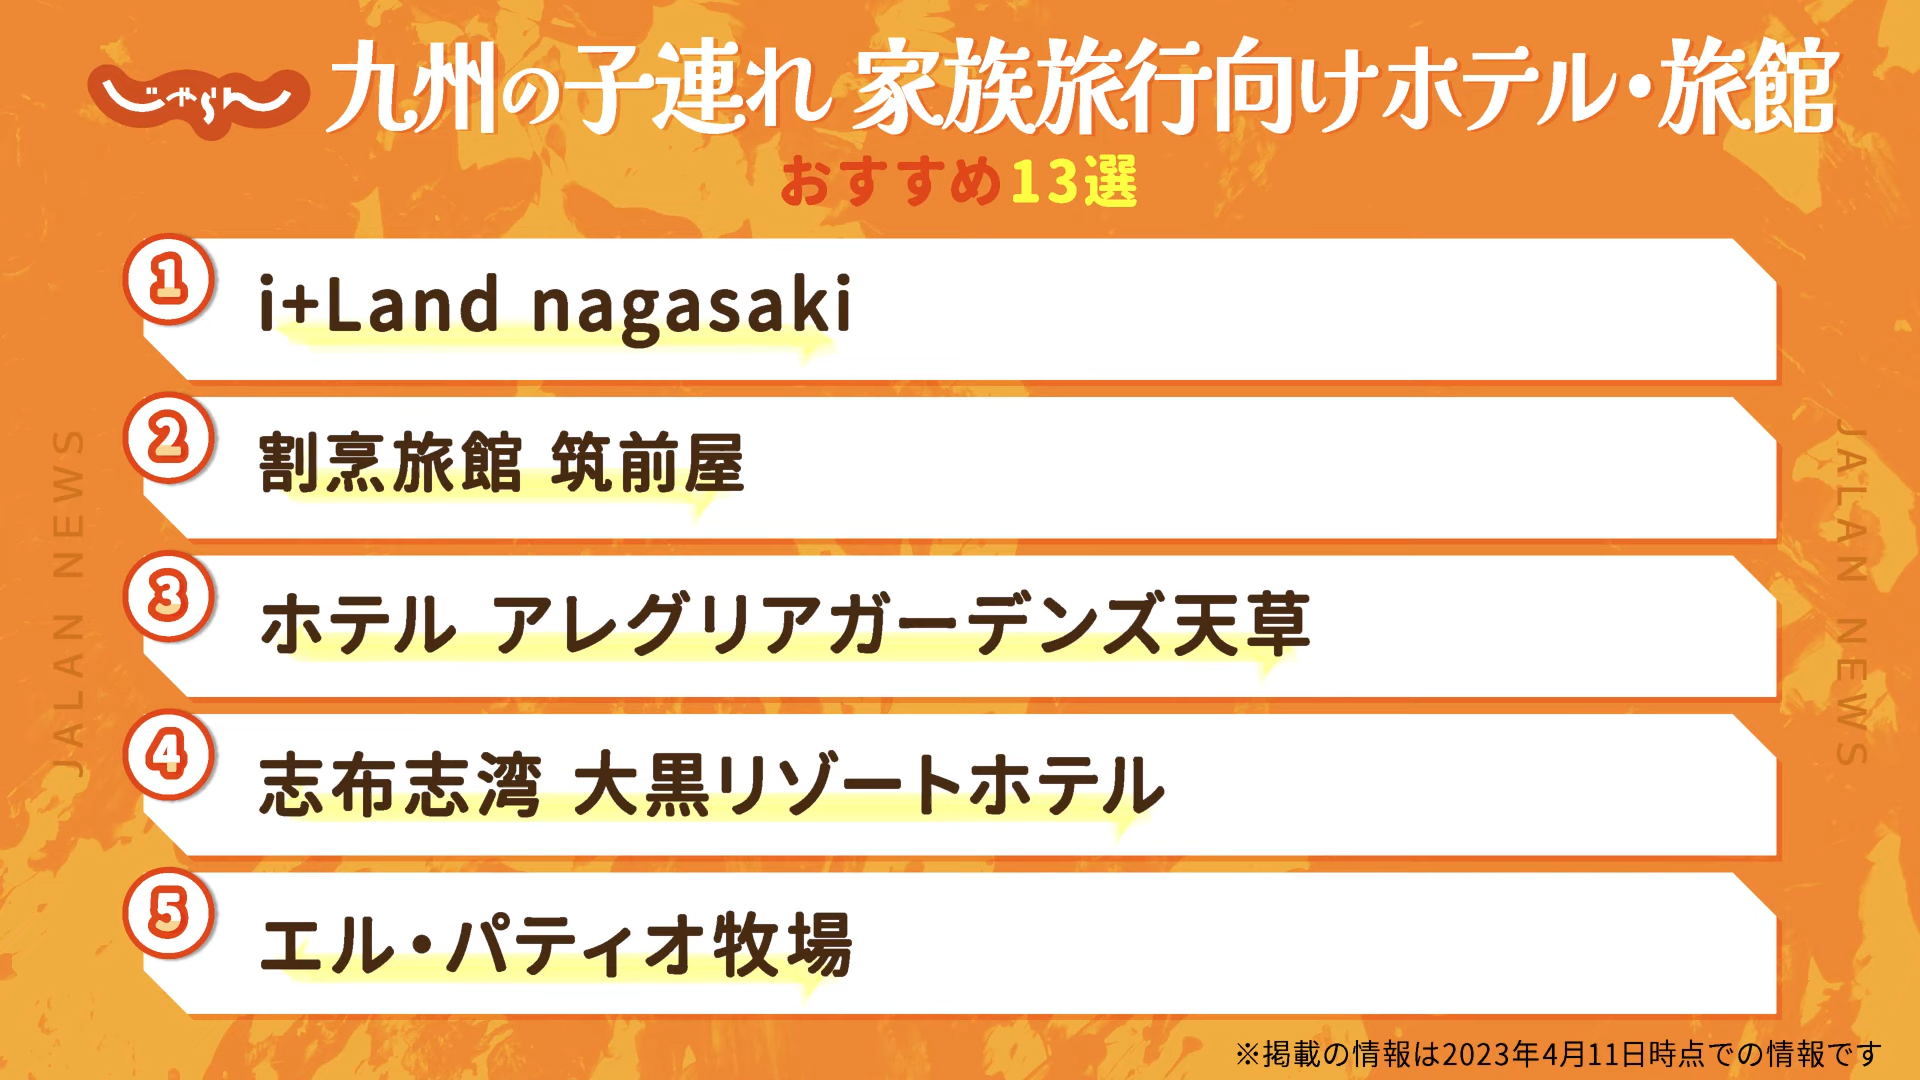 じゃらん 九州の子連れ 家族旅行向けホテル・旅館
おすすめ13選
1 i+Land nagasaki
2 割烹旅館 筑前屋
3 ホテル アレグリアガーデンズ天草
4 志布志湾 大黒リゾートホテル
5 エル・パティオ牧場
JALAN NEWS
JALAN NEWS
※掲載の情報は2023年4月11日時点での情報です